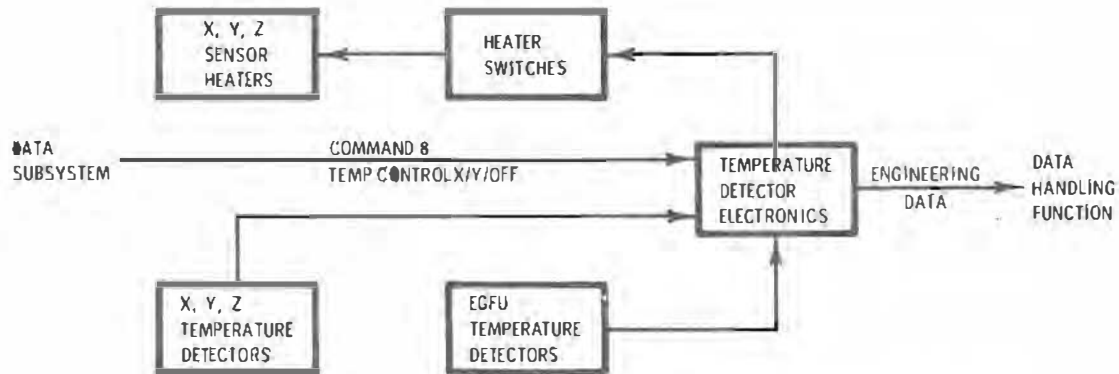 X, Y, Z
SENSOR
HEATERS
HEATER
SWITCHES
DATA
SUBSYSTEM
COMMAND 8
TEMP CONTROL X/Y/OFF
TEMPERATURE
DETECTOR
ELECTRONICS
ENGINEERING
DATA
DATA
HANDLING
FUNCTION
X, Y, Z
TEMPERATURE
DETECTORS
EGFU
TEMPERATURE
DETECTORS